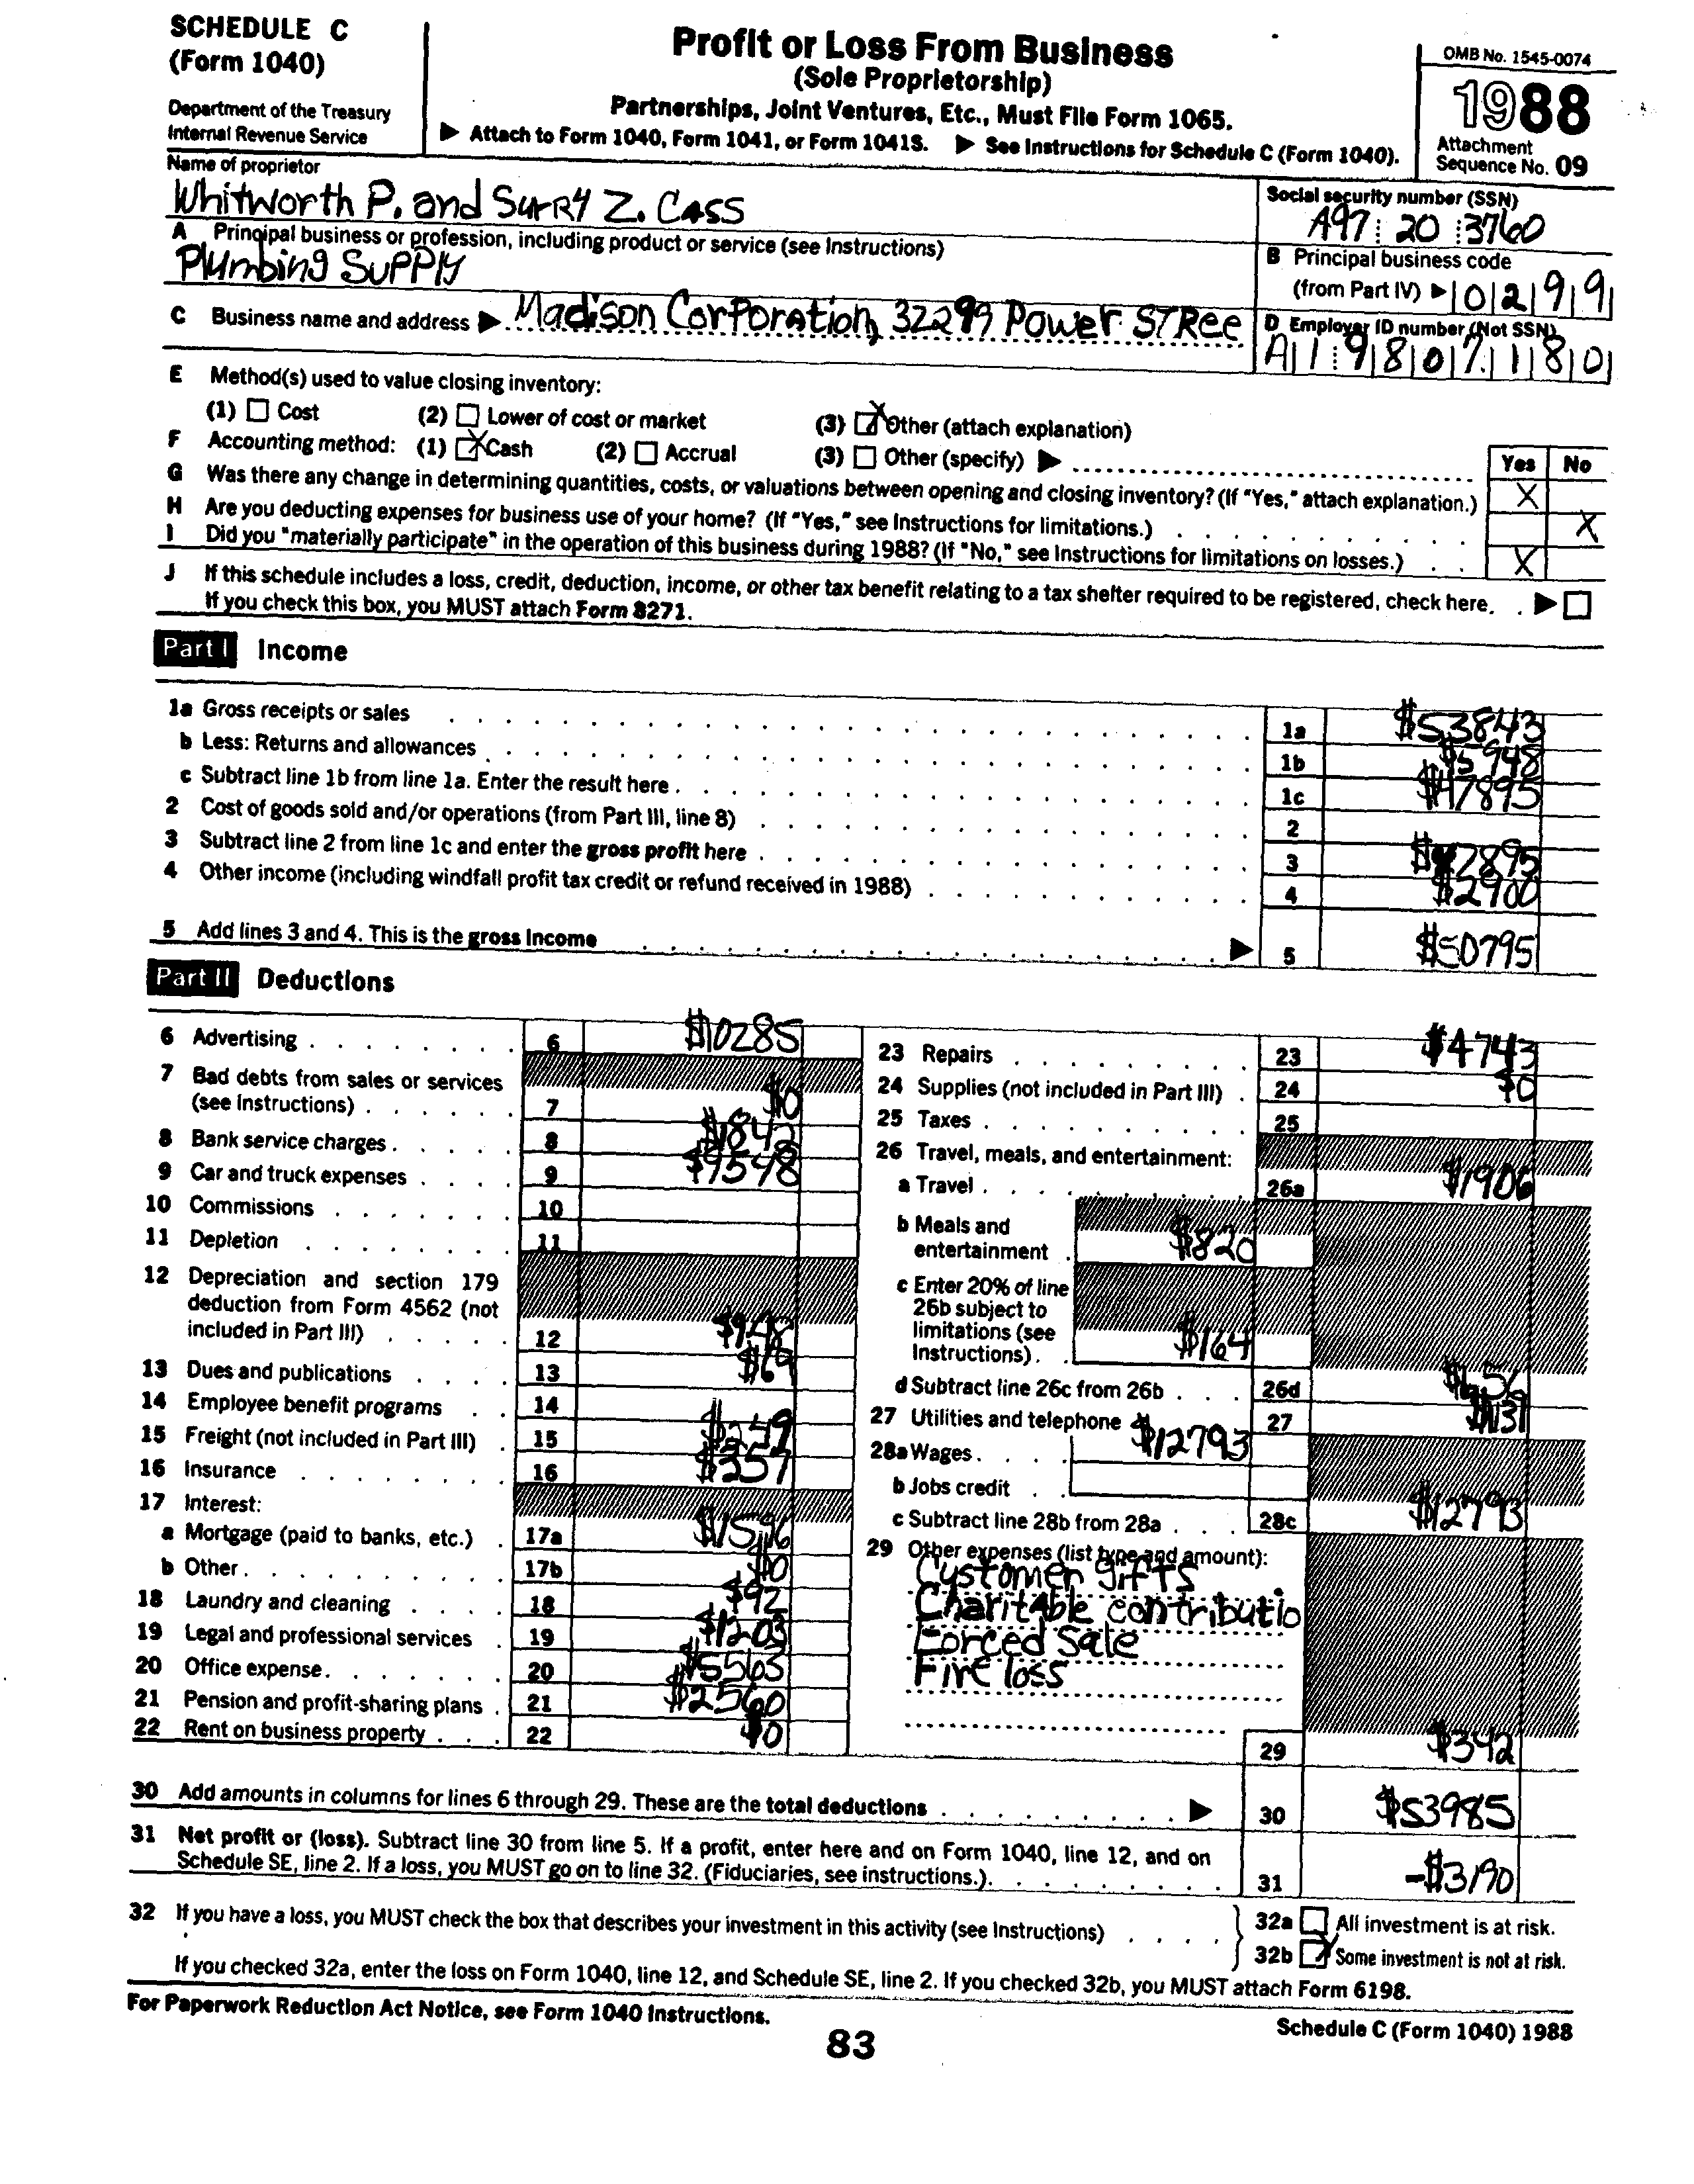 SCHEDULE C
(Form 1040)
Department of the Treasury
Internal Revenue Service
Profit or Loss From Business
(Sole Proprietorship)
Partnerships, Joint Ventures, Etc., Must File Form 1065.
▶ Attach to Form 1040, Form 1041, or Form 1041S. ▶ See Instructions for Schedule C (Form 1040).
OMB No. 1545-0074
1988
Attachment
Sequence No. 09
Name of proprietor
Whitworth P. and Surry Z. Cass
Social security number (SSN)
A97 20 3760
A Principal business or profession, including product or service (see Instructions)
Plumbing Supply
B Principal business code
(from Part IV) ▶ 0299
C Business name and address ▶ Madison Corporation, 32299 Power STRee
D Employer ID number (Not SSN)
A198071180
E Method(s) used to value closing inventory:
(1) Cost (2) Lower of cost or market (3) X Other (attach explanation)
F Accounting method: (1) X Cash (2) Accrual (3) Other (specify) ▶
Yes No
G Was there any change in determining quantities, costs, or valuations between opening and closing inventory? (If "Yes," attach explanation.) X
H Are you deducting expenses for business use of your home? (If "Yes," see Instructions for limitations.) X
I Did you "materially participate" in the operation of this business during 1988? (If "No," see Instructions for limitations on losses.) X
J If this schedule includes a loss, credit, deduction, income, or other tax benefit relating to a tax shelter required to be registered, check here. ▶
If you check this box, you MUST attach Form 8271.
Part I Income
1a Gross receipts or sales 1a $53843
b Less: Returns and allowances 1b $5948
c Subtract line 1b from line 1a. Enter the result here 1c $47895
2 Cost of goods sold and/or operations (from Part III, line 8) 2
3 Subtract line 2 from line 1c and enter the gross profit here 3 $47895
4 Other income (including windfall profit tax credit or refund received in 1988) 4 $2900
5 Add lines 3 and 4. This is the gross income ▶ 5 $50795
Part II Deductions
6 Advertising 6 $10285
7 Bad debts from sales or services
(see Instructions) 7 $0
8 Bank service charges 8 $1842
9 Car and truck expenses 9 $9548
10 Commissions 10
11 Depletion 11
12 Depreciation and section 179
deduction from Form 4562 (not
included in Part III) 12
13 Dues and publications 13 $69
14 Employee benefit programs 14
15 Freight (not included in Part III) 15 $249
16 Insurance 16 $357
17 Interest:
a Mortgage (paid to banks, etc.) 17a
b Other 17b $0
18 Laundry and cleaning 18 $92
19 Legal and professional services 19 $1203
20 Office expense 20 $5563
21 Pension and profit-sharing plans 21 $2560
22 Rent on business property 22 $0
23 Repairs 23 $4743
24 Supplies (not included in Part III) 24 $0
25 Taxes 25
26 Travel, meals, and entertainment:
a Travel 26a $1906
b Meals and
entertainment $820
c Enter 20% of line
26b subject to
limitations (see
Instructions) $164
d Subtract line 26c from 26b 26d
27 Utilities and telephone 27
28a Wages $12793
b Jobs credit
c Subtract line 28b from 28a 28c $12793
29 Other expenses (list type and amount):
Customer gifts
Charitable contributio
Forced sale
Fire loss
29 $342
30 Add amounts in columns for lines 6 through 29. These are the total deductions ▶ 30 $53985
31 Net profit or (loss). Subtract line 30 from line 5. If a profit, enter here and on Form 1040, line 12, and on
Schedule SE, line 2. If a loss, you MUST go on to line 32. (Fiduciaries, see instructions.) 31 -$3190
32 If you have a loss, you MUST check the box that describes your investment in this activity (see Instructions)
32a All investment is at risk.
32b X Some investment is not at risk.
If you checked 32a, enter the loss on Form 1040, line 12, and Schedule SE, line 2. If you checked 32b, you MUST attach Form 6198.
For Paperwork Reduction Act Notice, see Form 1040 Instructions.
Schedule C (Form 1040) 1988
83